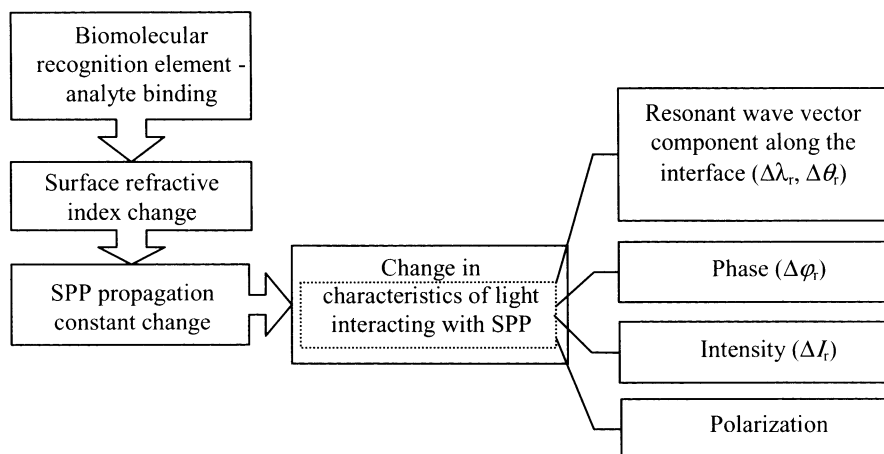 Biomolecular
recognition element -
analyte binding
Surface refractive
index change
SPP propagation
constant change
Change in
characteristics of light
interacting with SPP
Resonant wave vector
component along the
interface (Δλr, Δθr)
Phase (Δφr)
Intensity (ΔIr)
Polarization